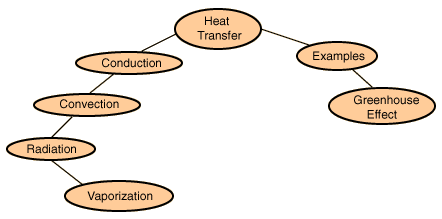 Heat
Transfer
Conduction
Examples
Convection
Greenhouse
Effect
Radiation
Vaporization